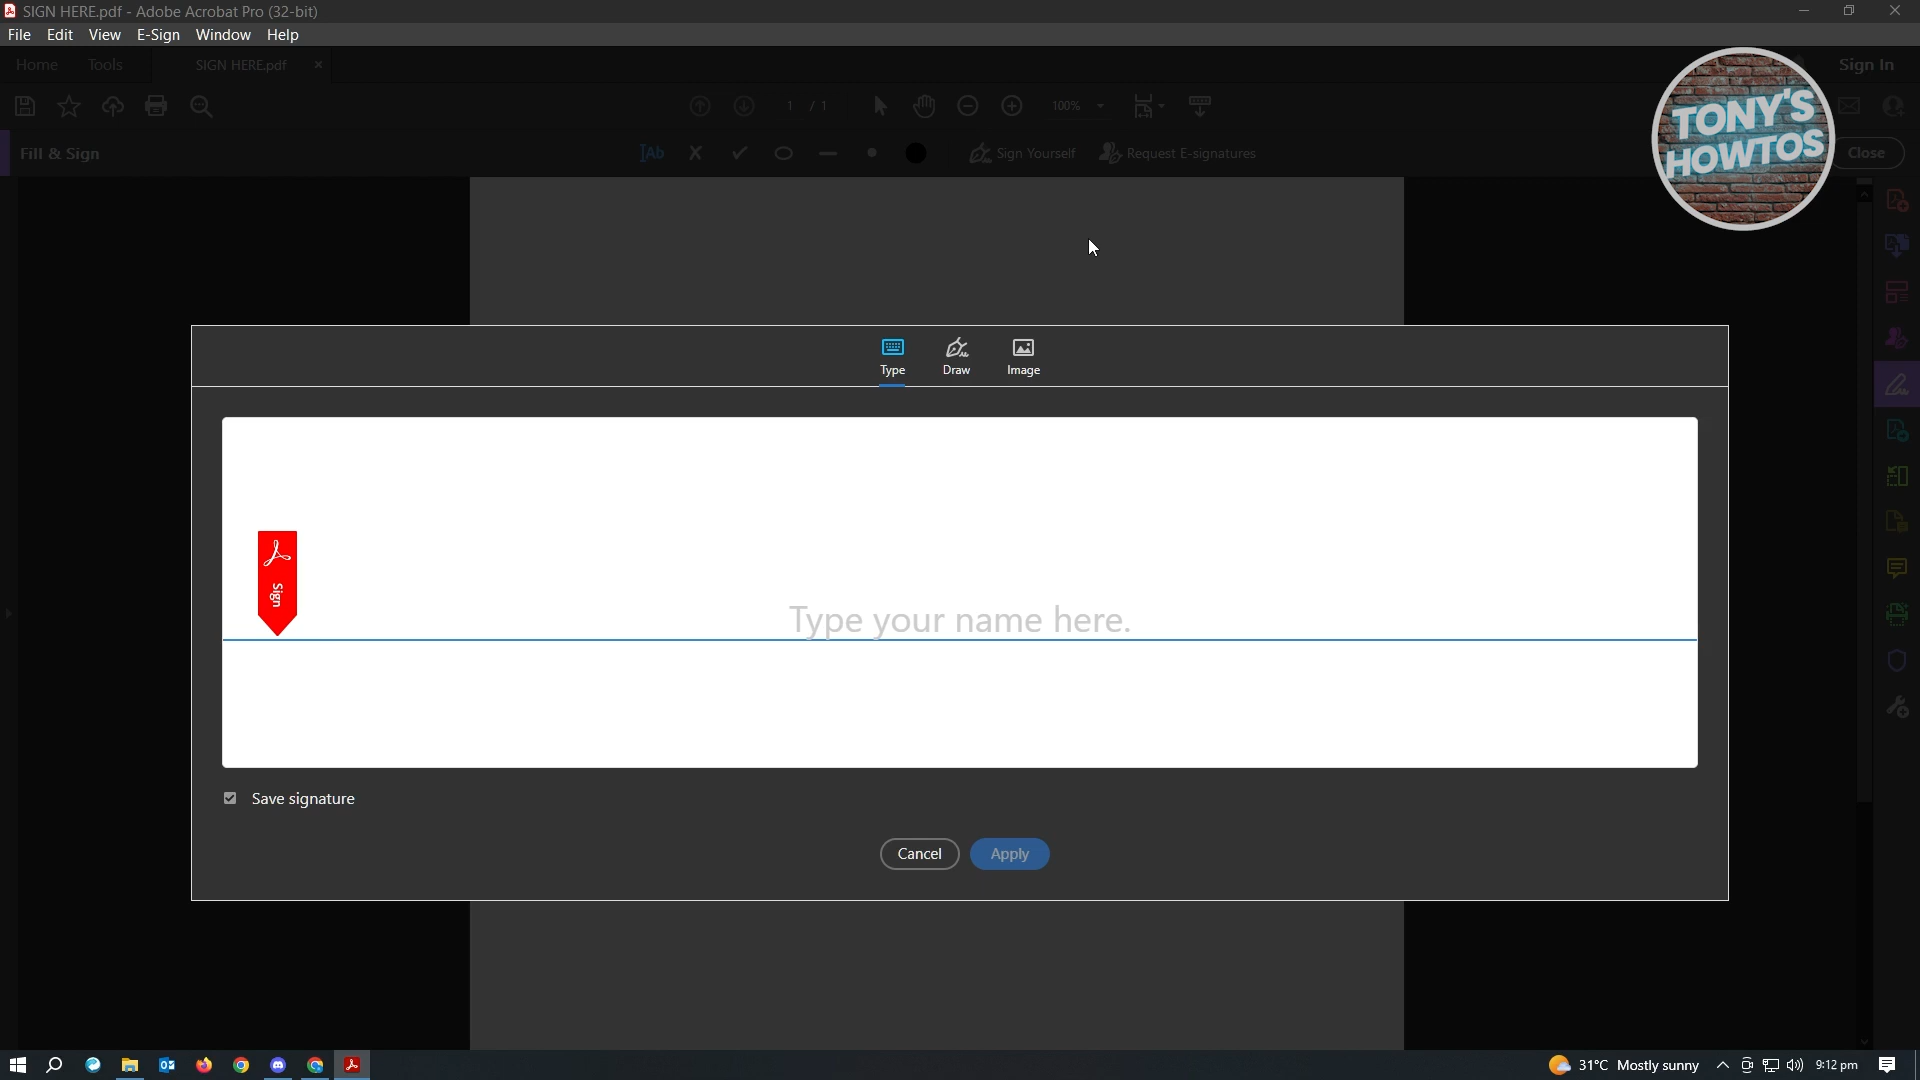 SIGN HERE.pdf - Adobe Acrobat Pro (32-bit)
File Edit View E-Sign Window Help
Home Tools SIGN HERE.pdf Sign In
1 / 1 100%
TONY'S
HOWTOS
Fill & Sign Ab Sign Yourself Request E-signatures Close
Type Draw Image
Sign
Type your name here.
Save signature
Cancel Apply
31°C Mostly sunny 9:12 pm